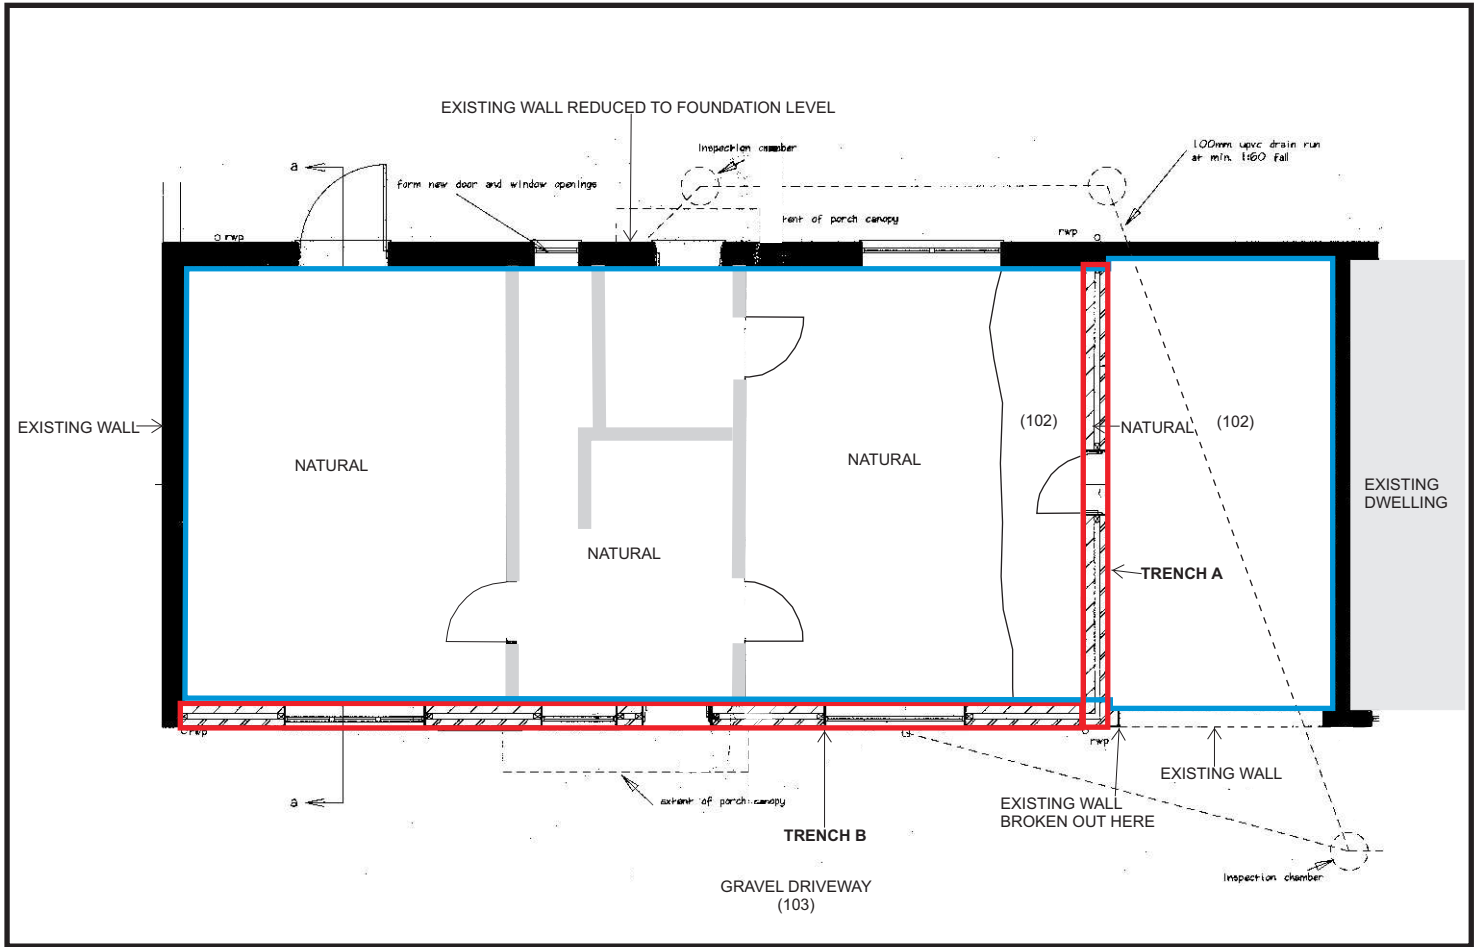 EXISTING WALL REDUCED TO FOUNDATION LEVEL
Inspection chamber
100mm upvc drain run
at min. 1:60 fall
a
form new door and window openings
tent of porch canopy
rwp
rwp
(102)
NATURAL
(102)
EXISTING WALL
NATURAL
NATURAL
EXISTING
DWELLING
NATURAL
TRENCH A
rwp
rwp
EXISTING WALL
a
extent of porch canopy
EXISTING WALL
BROKEN OUT HERE
TRENCH B
Inspection chamber
GRAVEL DRIVEWAY
(103)